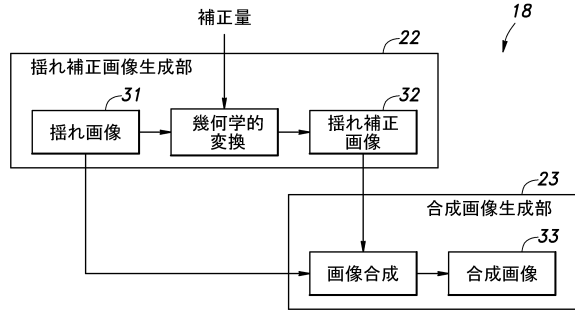 補正量
18
22
揺れ補正画像生成部
31
揺れ画像
幾何学的
変換
32
揺れ補正
画像
23
合成画像生成部
画像合成
33
合成画像